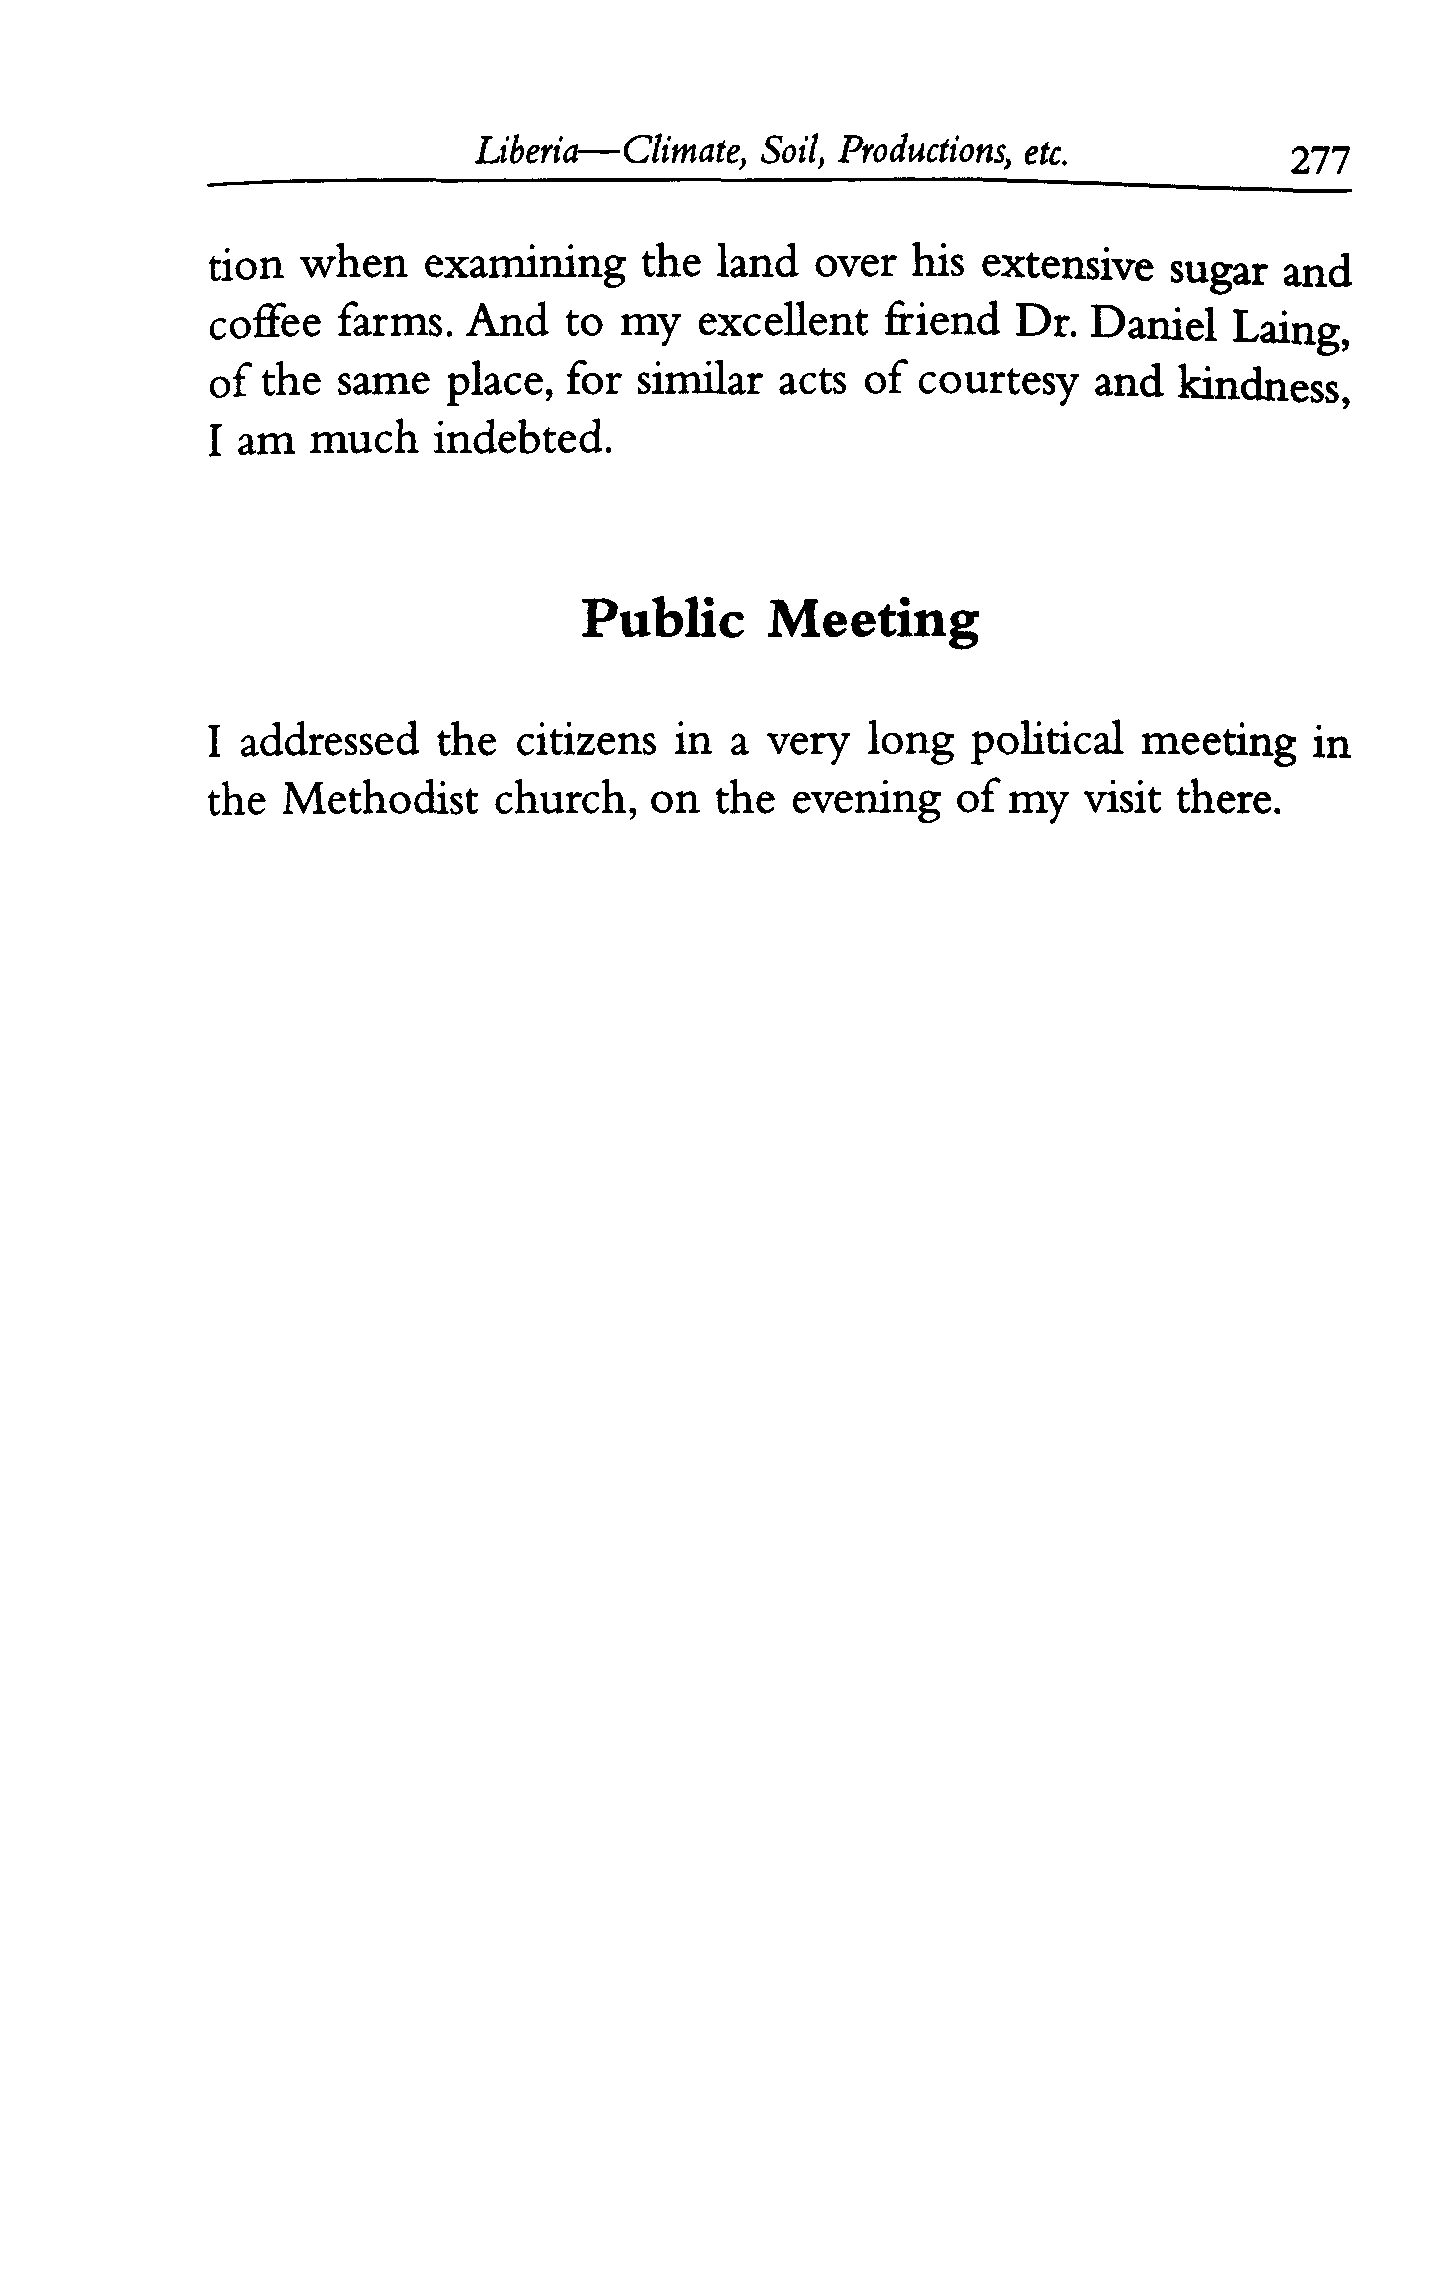 Liberia—Climate, Soil, Productions, etc. 277
tion when examining the land over his extensive sugar and
coffee farms. And to my excellent friend Dr. Daniel Laing,
of the same place, for similar acts of courtesy and kindness,
I am much indebted.
Public Meeting
I addressed the citizens in a very long political meeting in
the Methodist church, on the evening of my visit there.